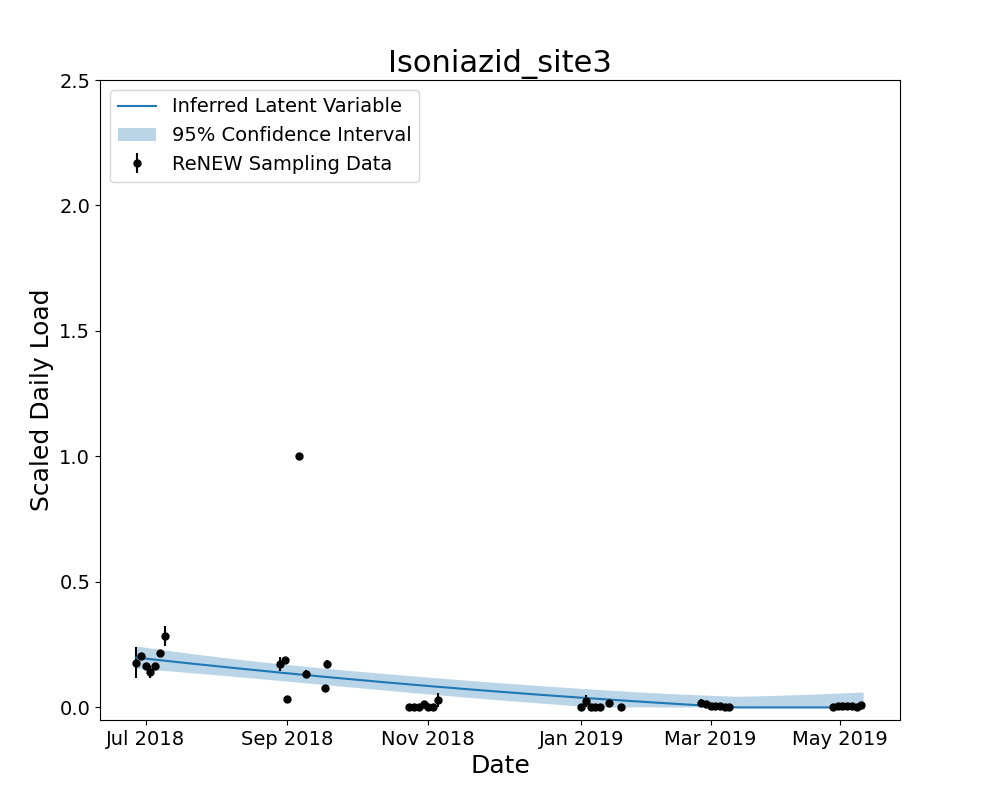 Isoniazid_site3
Inferred Latent Variable
95% Confidence Interval
ReNEW Sampling Data
2.5
2.0
1.5
1.0
0.5
0.0
Scaled Daily Load
Jul 2018 Sep 2018 Nov 2018 Jan 2019 Mar 2019 May 2019
Date